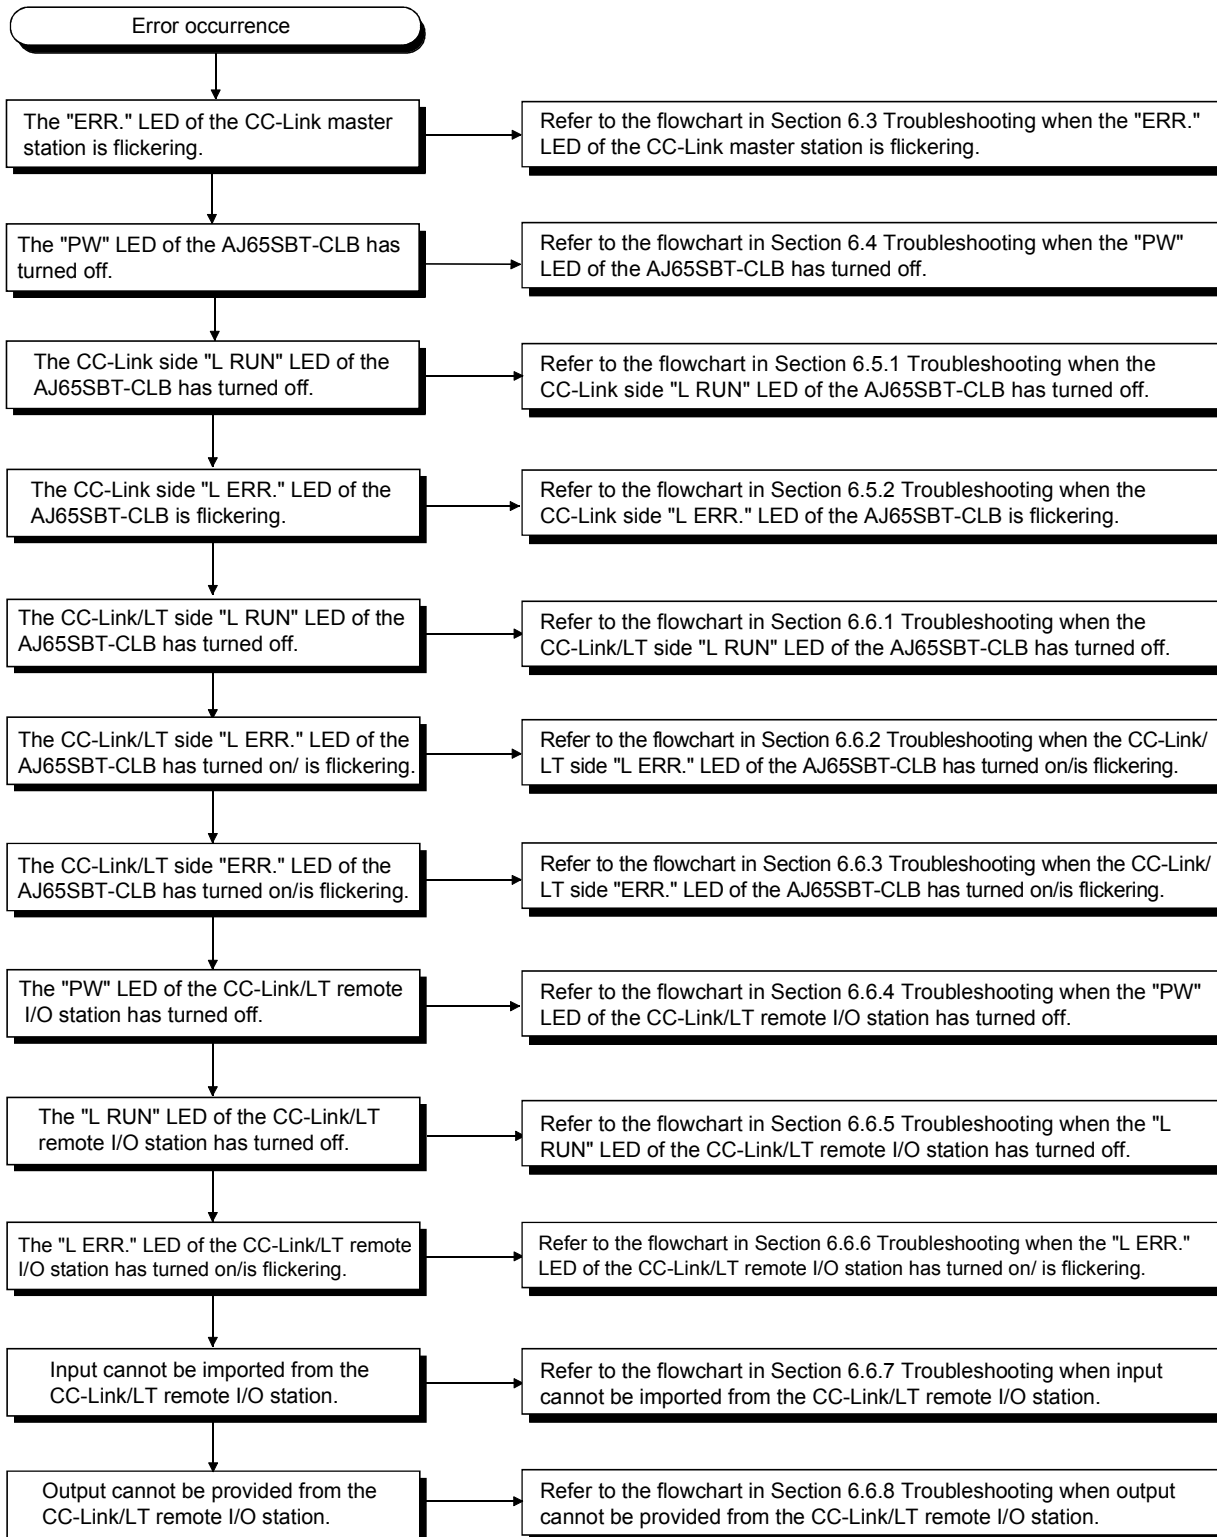 Error occurrence
The "ERR." LED of the CC-Link master
station is flickering.
Refer to the flowchart in Section 6.3 Troubleshooting when the "ERR."
LED of the CC-Link master station is flickering.
The "PW" LED of the AJ65SBT-CLB has
turned off.
Refer to the flowchart in Section 6.4 Troubleshooting when the "PW"
LED of the AJ65SBT-CLB has turned off.
The CC-Link side "L RUN" LED of the
AJ65SBT-CLB has turned off.
Refer to the flowchart in Section 6.5.1 Troubleshooting when the
CC-Link side "L RUN" LED of the AJ65SBT-CLB has turned off.
The CC-Link side "L ERR." LED of the
AJ65SBT-CLB is flickering.
Refer to the flowchart in Section 6.5.2 Troubleshooting when the
CC-Link side "L ERR." LED of the AJ65SBT-CLB is flickering.
The CC-Link/LT side "L RUN" LED of the
AJ65SBT-CLB has turned off.
Refer to the flowchart in Section 6.6.1 Troubleshooting when the
CC-Link/LT side "L RUN" LED of the AJ65SBT-CLB has turned off.
The CC-Link/LT side "L ERR." LED of the
AJ65SBT-CLB has turned on/ is flickering.
Refer to the flowchart in Section 6.6.2 Troubleshooting when the CC-Link/
LT side "L ERR." LED of the AJ65SBT-CLB has turned on/is flickering.
The CC-Link/LT side "ERR." LED of the
AJ65SBT-CLB has turned on/is flickering.
Refer to the flowchart in Section 6.6.3 Troubleshooting when the CC-Link/
LT side "ERR." LED of the AJ65SBT-CLB has turned on/is flickering.
The "PW" LED of the CC-Link/LT remote
I/O station has turned off.
Refer to the flowchart in Section 6.6.4 Troubleshooting when the "PW"
LED of the CC-Link/LT remote I/O station has turned off.
The "L RUN" LED of the CC-Link/LT
remote I/O station has turned off.
Refer to the flowchart in Section 6.6.5 Troubleshooting when the "L
RUN" LED of the CC-Link/LT remote I/O station has turned off.
The "L ERR." LED of the CC-Link/LT remote
I/O station has turned on/is flickering.
Refer to the flowchart in Section 6.6.6 Troubleshooting when the "L ERR."
LED of the CC-Link/LT remote I/O station has turned on/ is flickering.
Input cannot be imported from the
CC-Link/LT remote I/O station.
Refer to the flowchart in Section 6.6.7 Troubleshooting when input
cannot be imported from the CC-Link/LT remote I/O station.
Output cannot be provided from the
CC-Link/LT remote I/O station.
Refer to the flowchart in Section 6.6.8 Troubleshooting when output
cannot be provided from the CC-Link/LT remote I/O station.